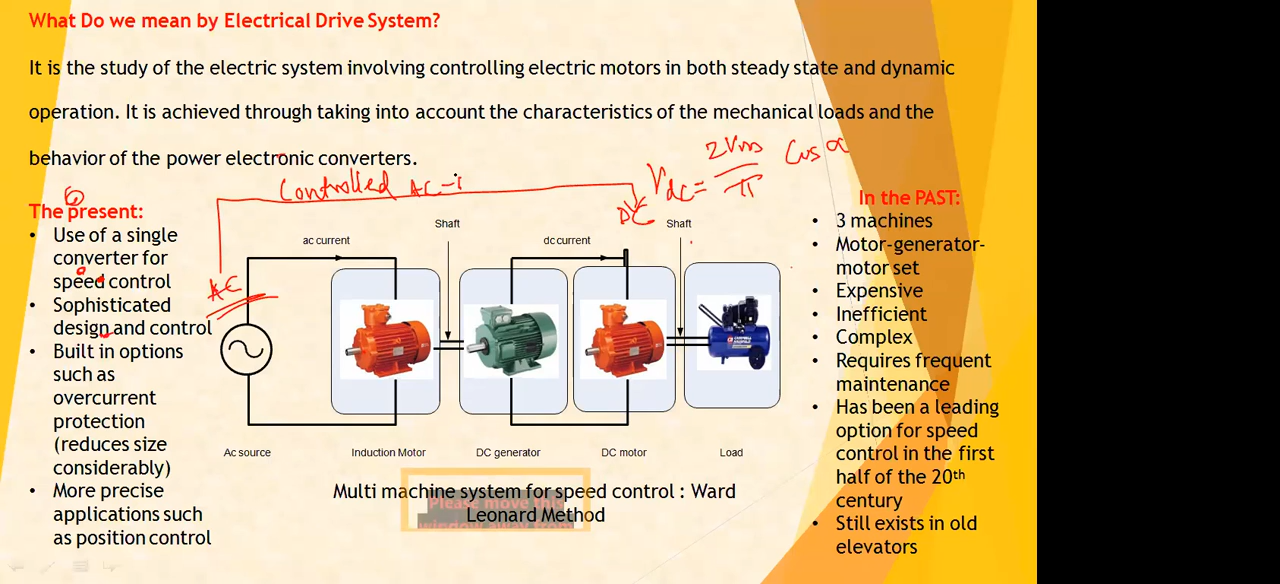 What Do we mean by Electrical Drive System?
It is the study of the electric system involving controlling electric motors in both steady state and dynamic
operation. It is achieved through taking into account the characteristics of the mechanical loads and the
behavior of the power electronic converters.
Controlled AC-
Vdc = 2Vm/π Cos α
The present:
• Use of a single
converter for
speed control
• Sophisticated
design and control
• Built in options
such as
overcurrent
protection
(reduces size
considerably)
• More precise
applications such
as position control
AC
DC
Shaft
Shaft
ac current
dc current
Ac source
Induction Motor
DC generator
DC motor
Load
Multi machine system for speed control : Ward
Leonard Method
Please move this
window away from
In the PAST:
• 3 machines
• Motor-generator-
motor set
• Expensive
• Inefficient
• Complex
• Requires frequent
maintenance
• Has been a leading
option for speed
control in the first
half of the 20th
century
• Still exists in old
elevators